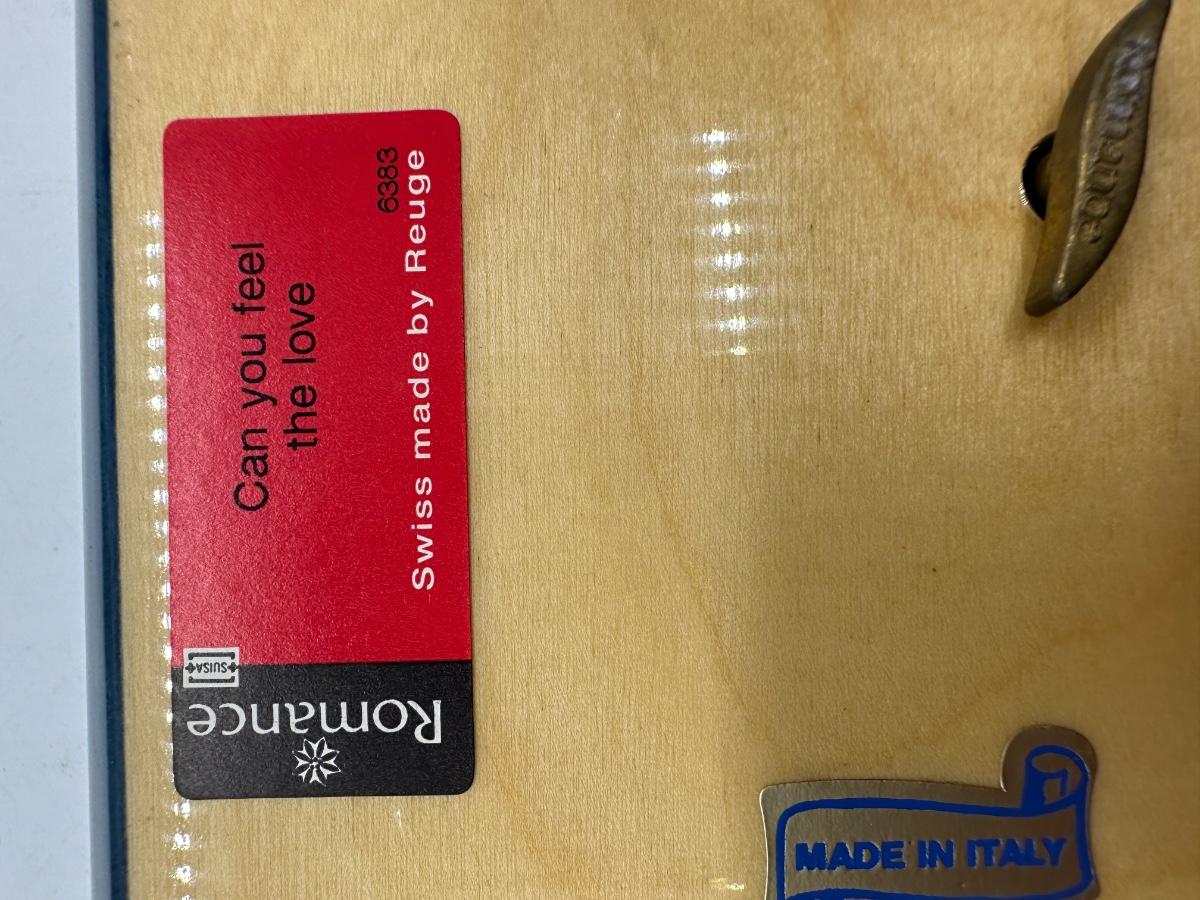 Can you feel
the love
6383
Swiss made by Reuge
SUISA
Romance
MADE IN ITALY